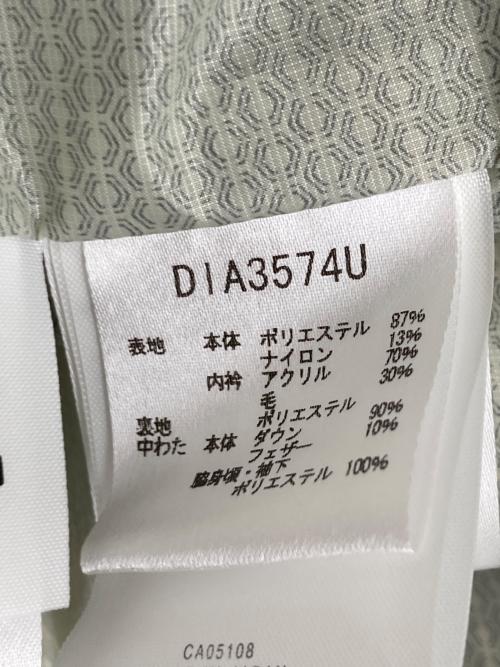 DIA3574U
表地 本体 ポリエステル 87%
ナイロン 13%
内衿 アクリル 70%
毛 30%
裏地 ポリエステル
中わた 本体 ダウン 90%
フェザー 10%
脇身頃・袖下
ポリエステル 100%
CA05108